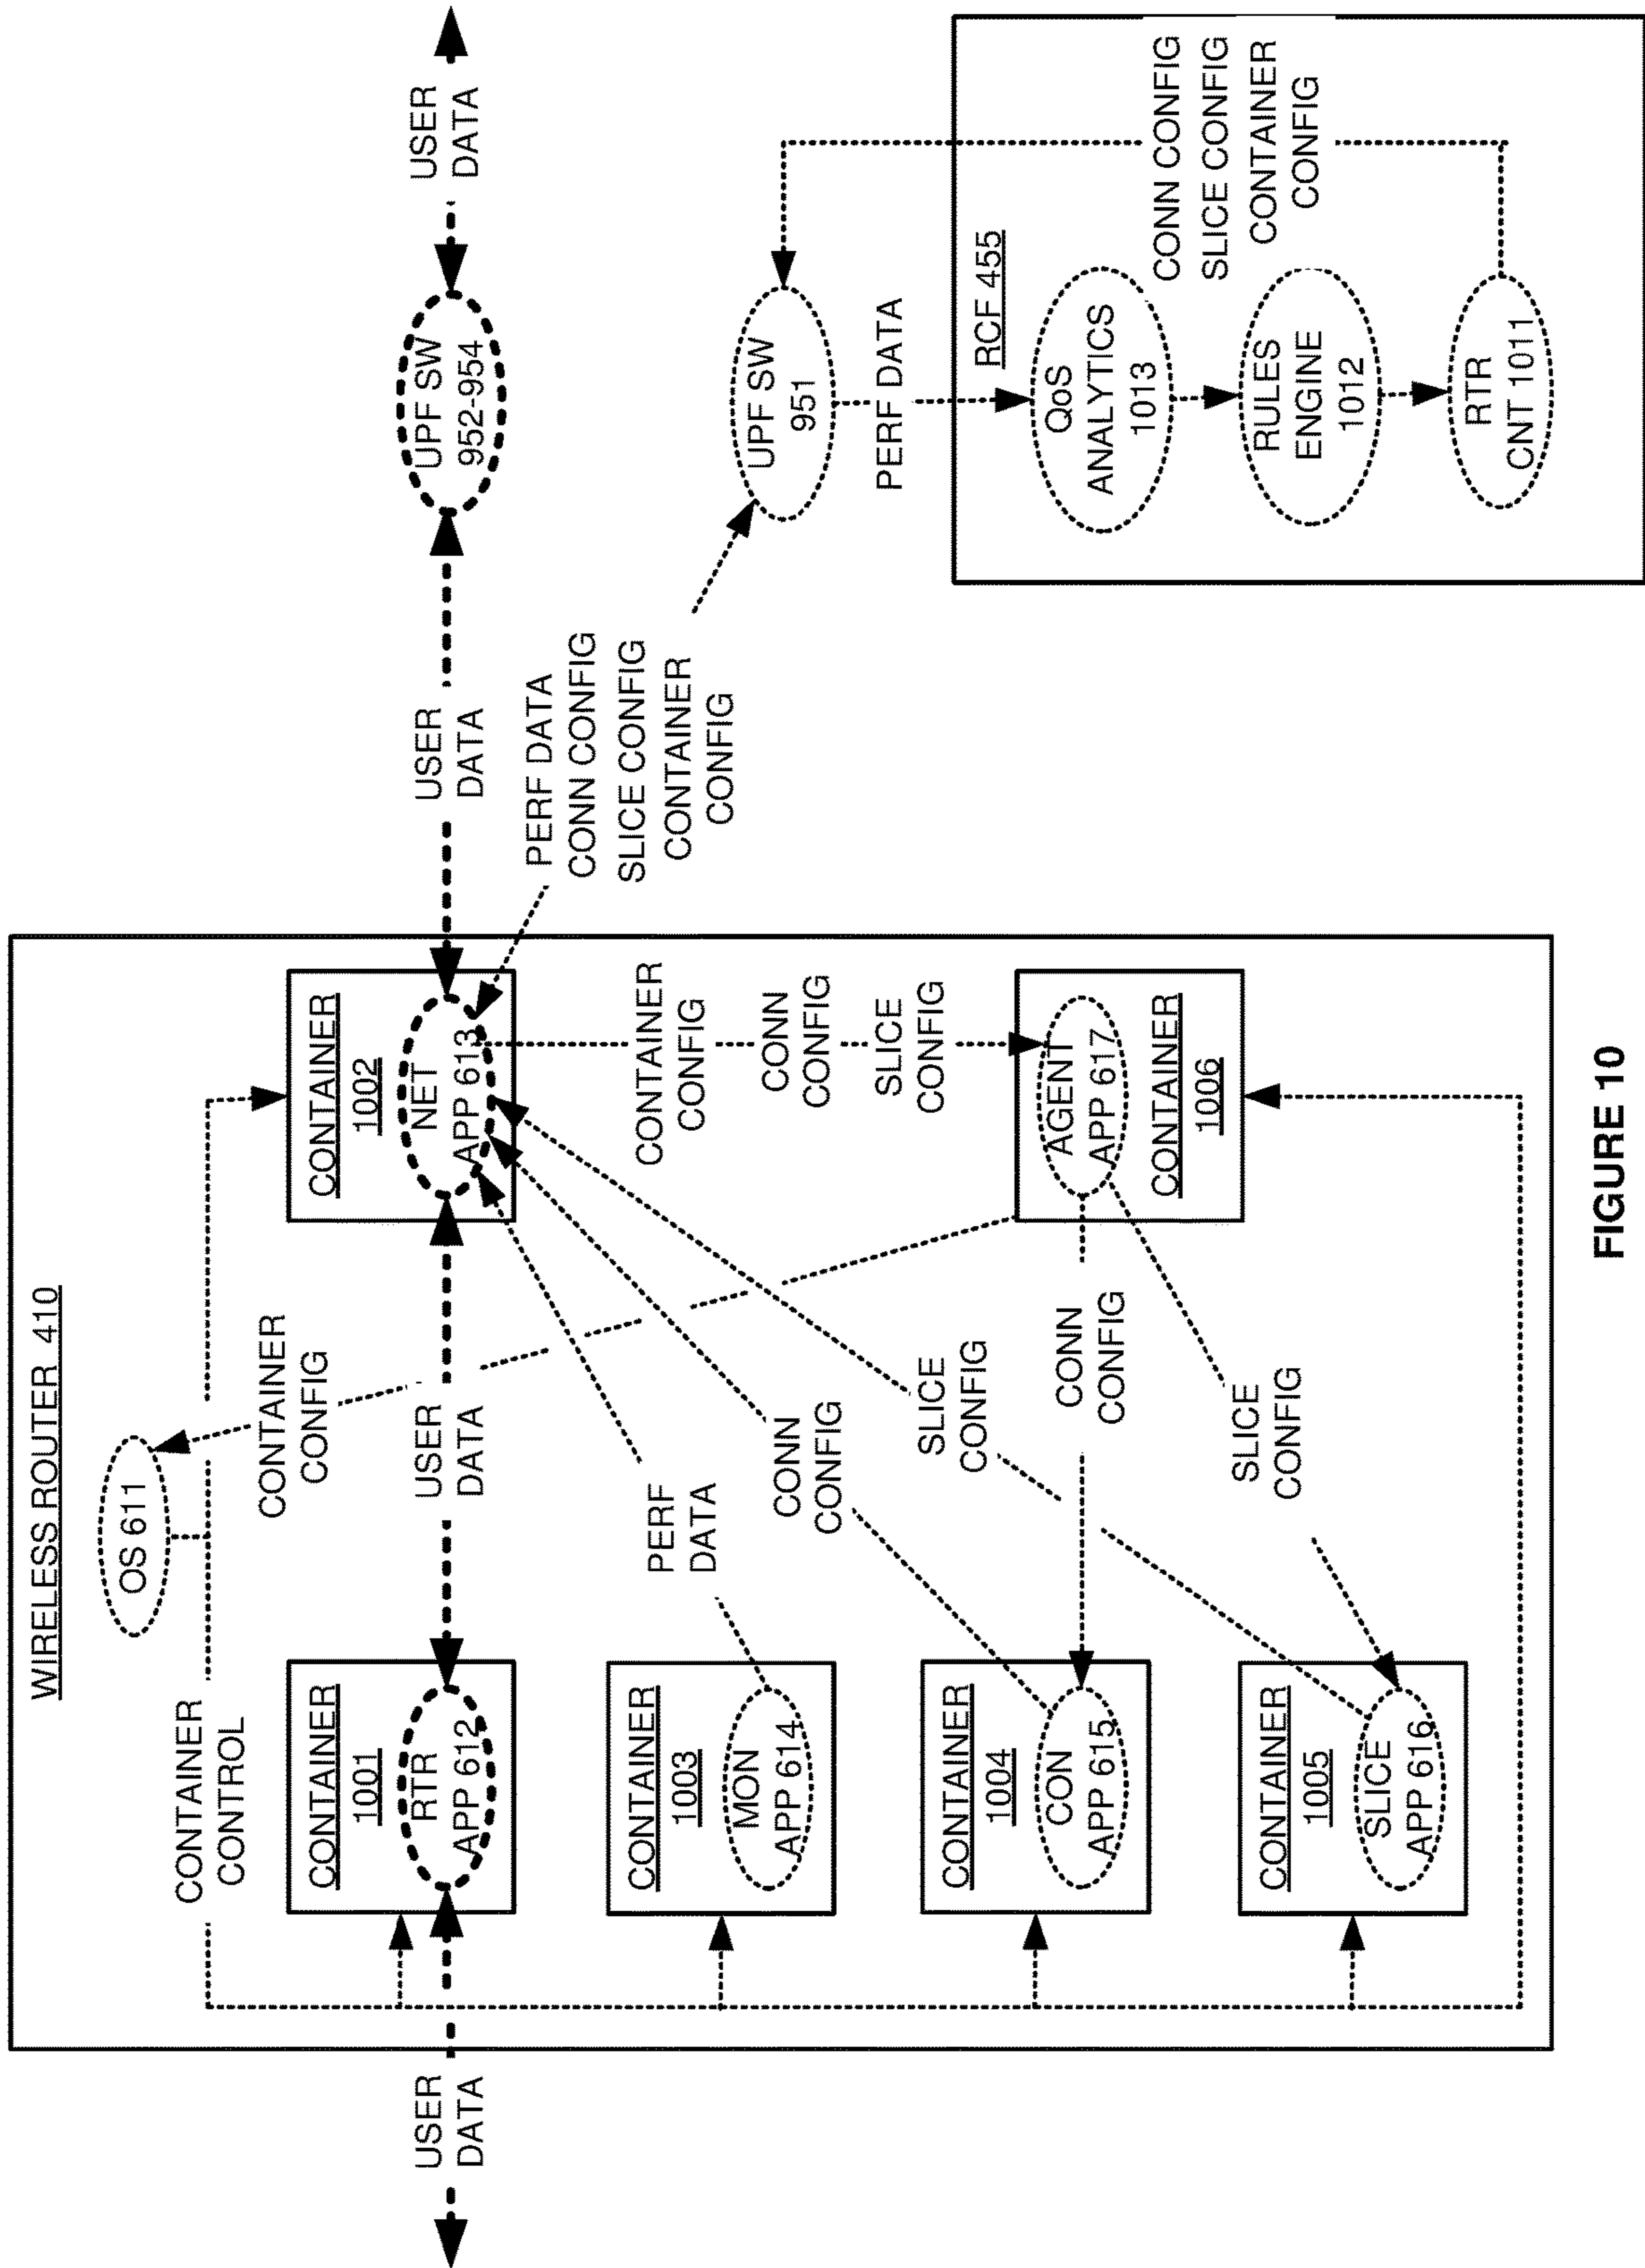 WIRELESS ROUTER 410
OS 611
CONTAINER
CONTROL
CONTAINER
CONFIG
CONTAINER
1001
RTR
APP 612
USER
DATA
USER
DATA
CONTAINER
1002
NET
APP 613
USER
DATA
UPF SW
952-954
USER
DATA
CONTAINER
1003
MON
APP 614
PERF
DATA
CONTAINER
CONFIG
CONN
CONFIG
SLICE
CONFIG
PERF DATA
CONN CONFIG
SLICE CONFIG
CONTAINER
CONFIG
UPF SW
951
PERF DATA
CONTAINER
1004
CON
APP 615
CONN
CONFIG
SLICE
CONFIG
CONN
CONFIG
AGENT
APP 617
CONTAINER
1006
CONTAINER
1005
SLICE
APP 616
SLICE
CONFIG
RCF 455
QoS
ANALYTICS
1013
RULES
ENGINE
1012
RTR
CNT 1011
CONN CONFIG
SLICE CONFIG
CONTAINER
CONFIG
FIGURE 10